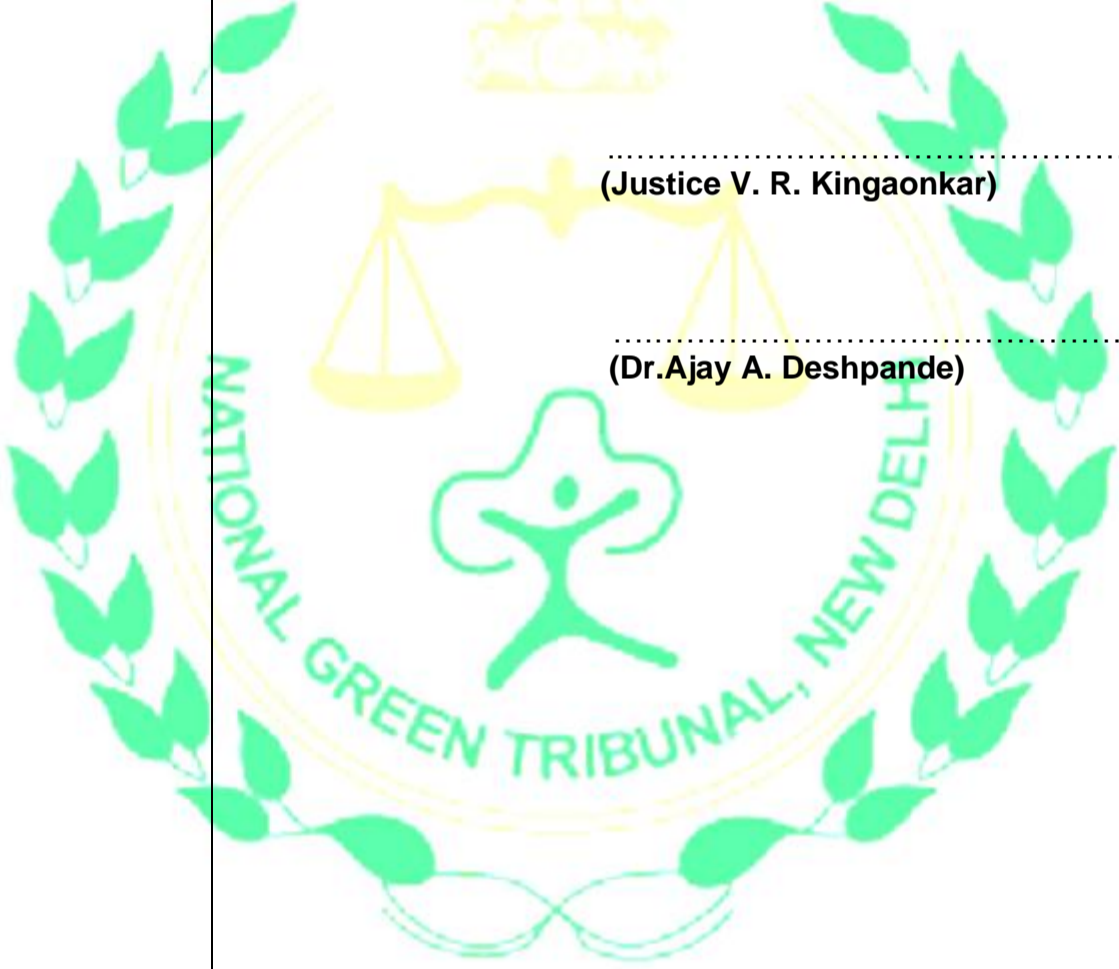 ....................................................
(Justice V. R. Kingaonkar)
...................................................
(Dr.Ajay A. Deshpande)
NATIONAL GREEN TRIBUNAL, NEW DELHI